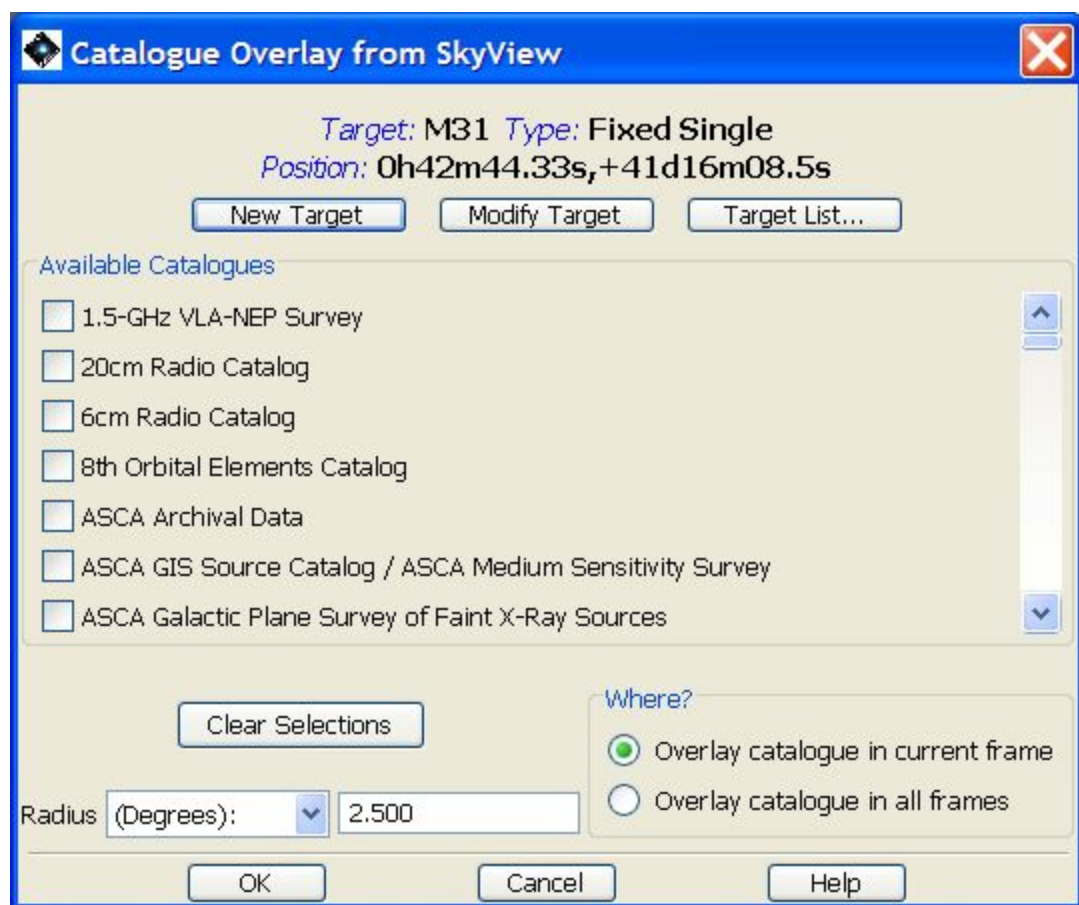 Catalogue Overlay from SkyView
Target: M31 Type: Fixed Single
Position: 0h42m44.33s,+41d16m08.5s
New Target Modify Target Target List...
Available Catalogues
1.5-GHz VLA-NEP Survey
20cm Radio Catalog
6cm Radio Catalog
8th Orbital Elements Catalog
ASCA Archival Data
ASCA GIS Source Catalog / ASCA Medium Sensitivity Survey
ASCA Galactic Plane Survey of Faint X-Ray Sources
Clear Selections
Radius (Degrees): 2.500
Where?
Overlay catalogue in current frame
Overlay catalogue in all frames
OK Cancel Help